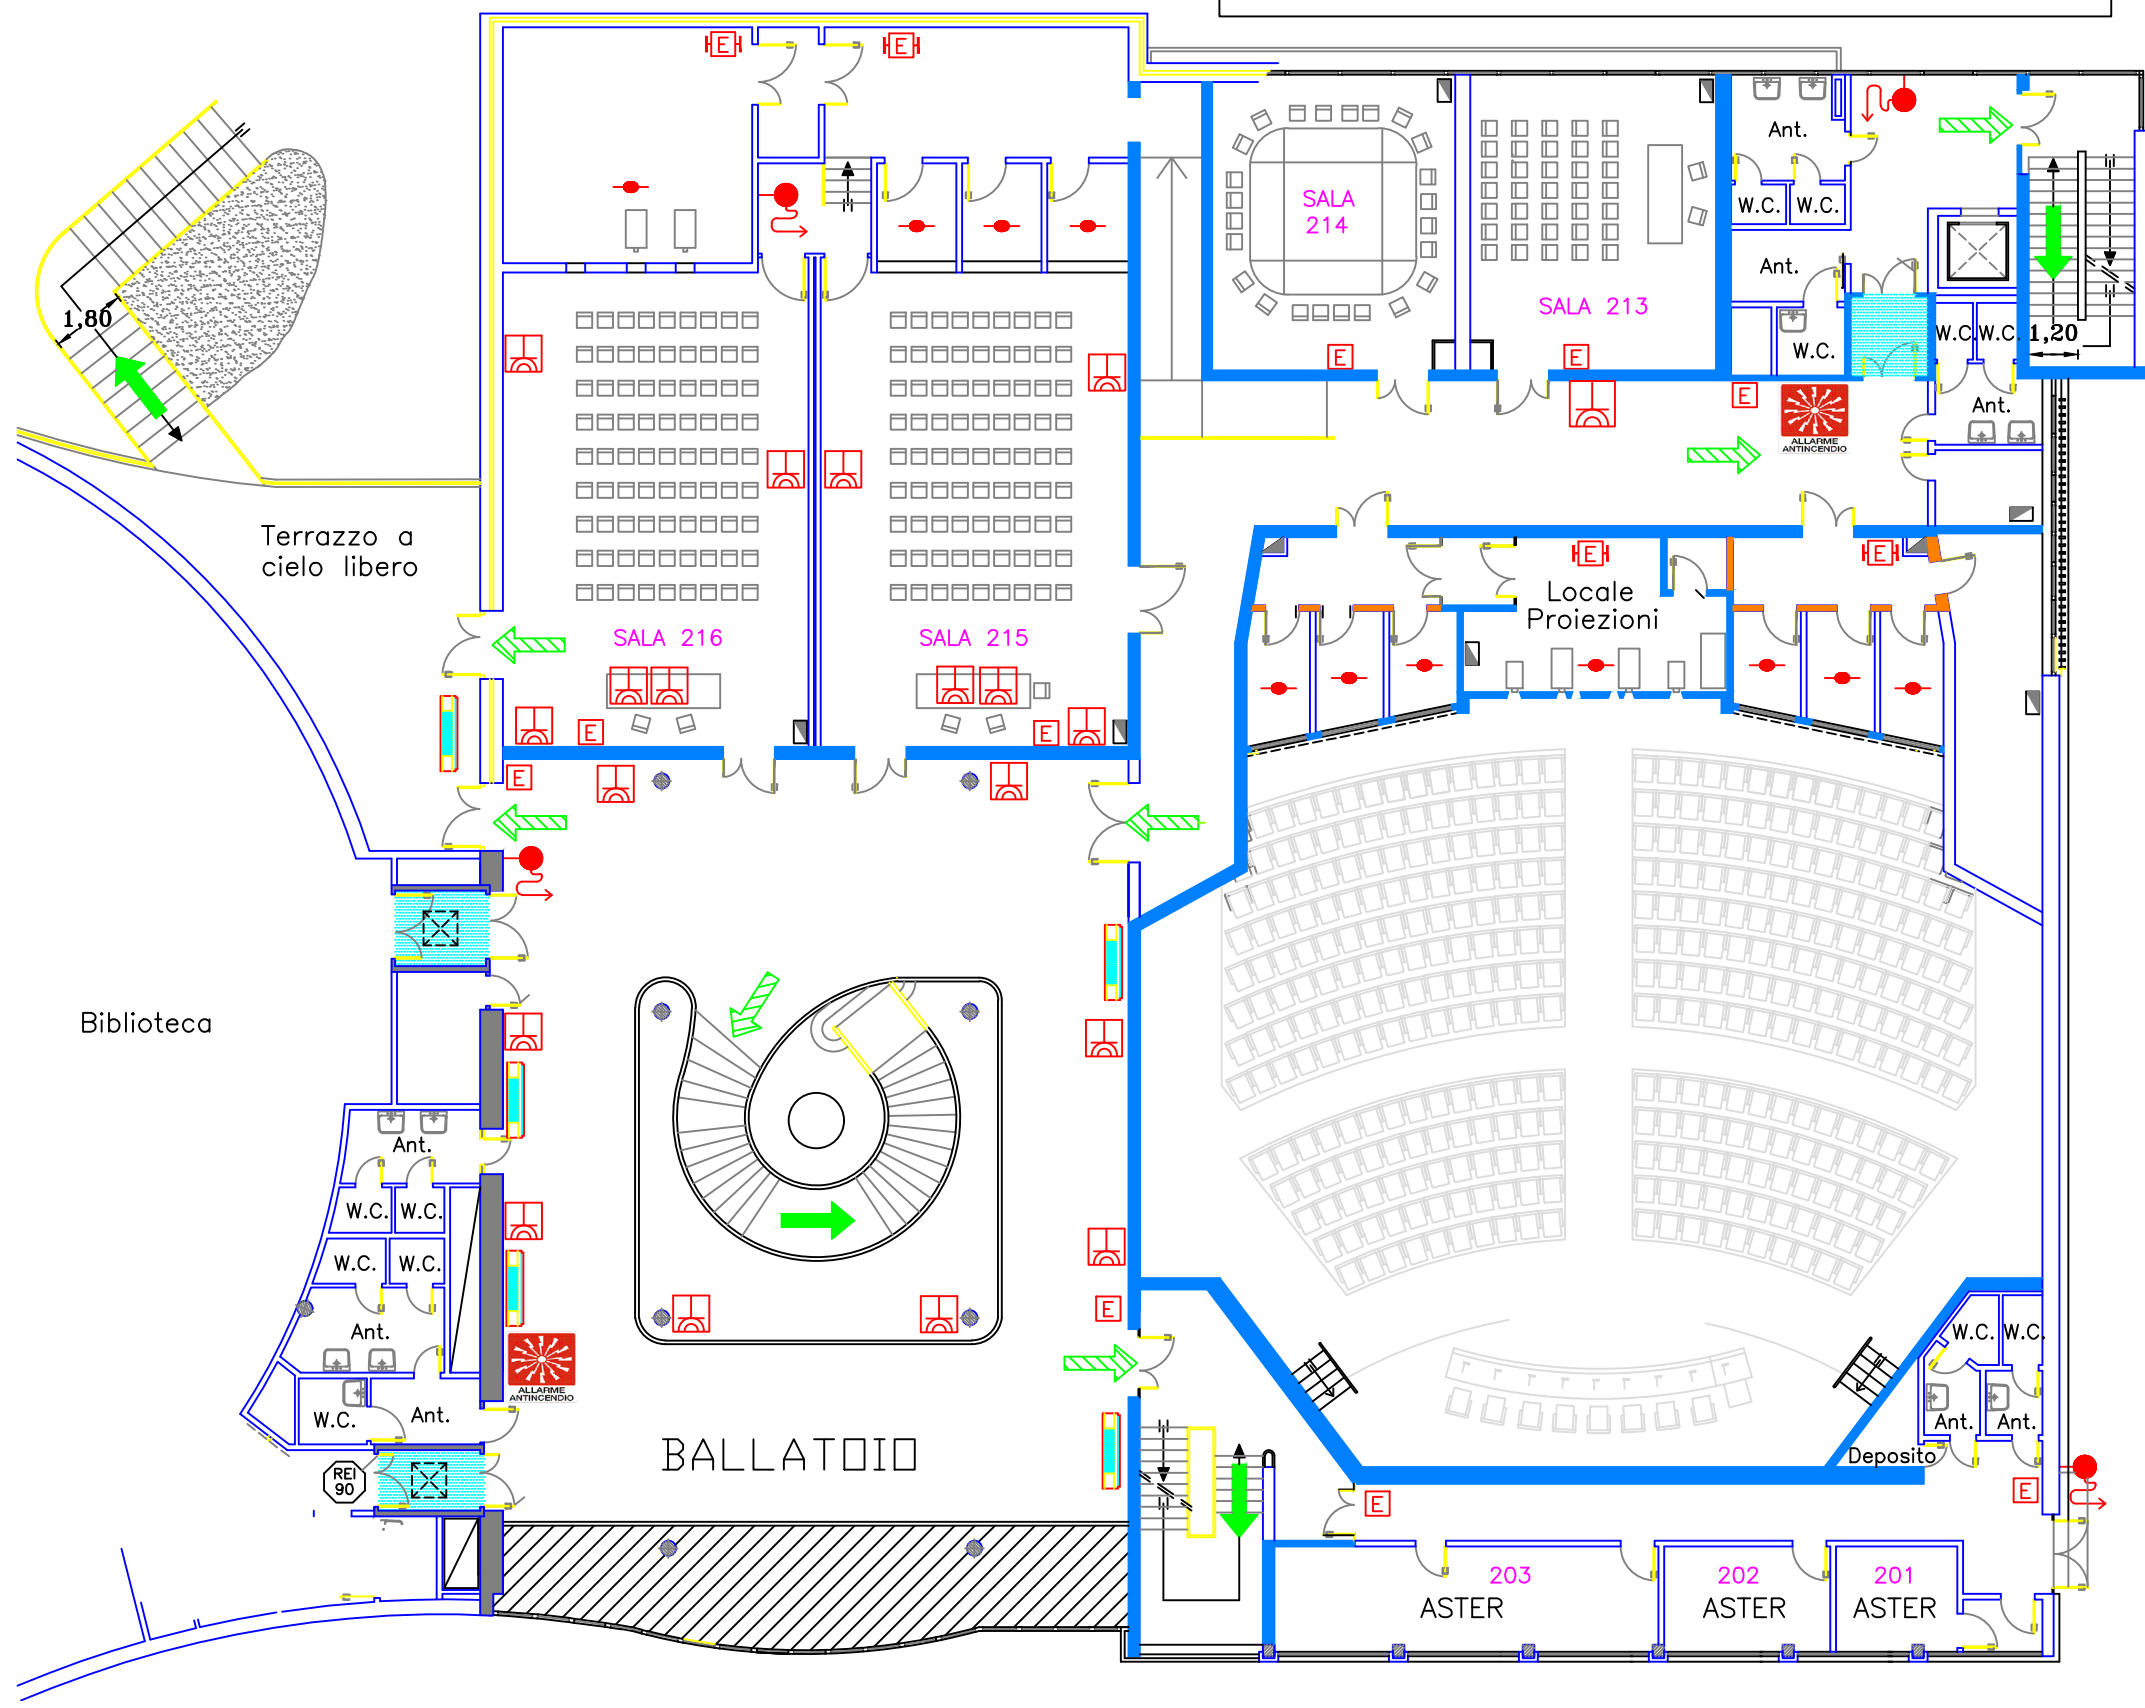 E
E
Ant.
W.C.
W.C.
SALA
214
SALA 213
Ant.
W.C.
W.C.
W.C.
1,20
1,80
E
E
E
ALLARME
ANTINCENDIO
Ant.
Terrazzo a
cielo libero
E
E
Locale
Proiezioni
SALA 216
SALA 215
E
E
E
Biblioteca
Ant.
W.C.
W.C.
W.C.
W.C.
Ant.
E
W.C.
W.C.
ALLARME
ANTINCENDIO
W.C.
Ant.
Ant.
Ant.
BALLATOIO
Deposito
REI
90
E
E
203
ASTER
202
ASTER
201
ASTER